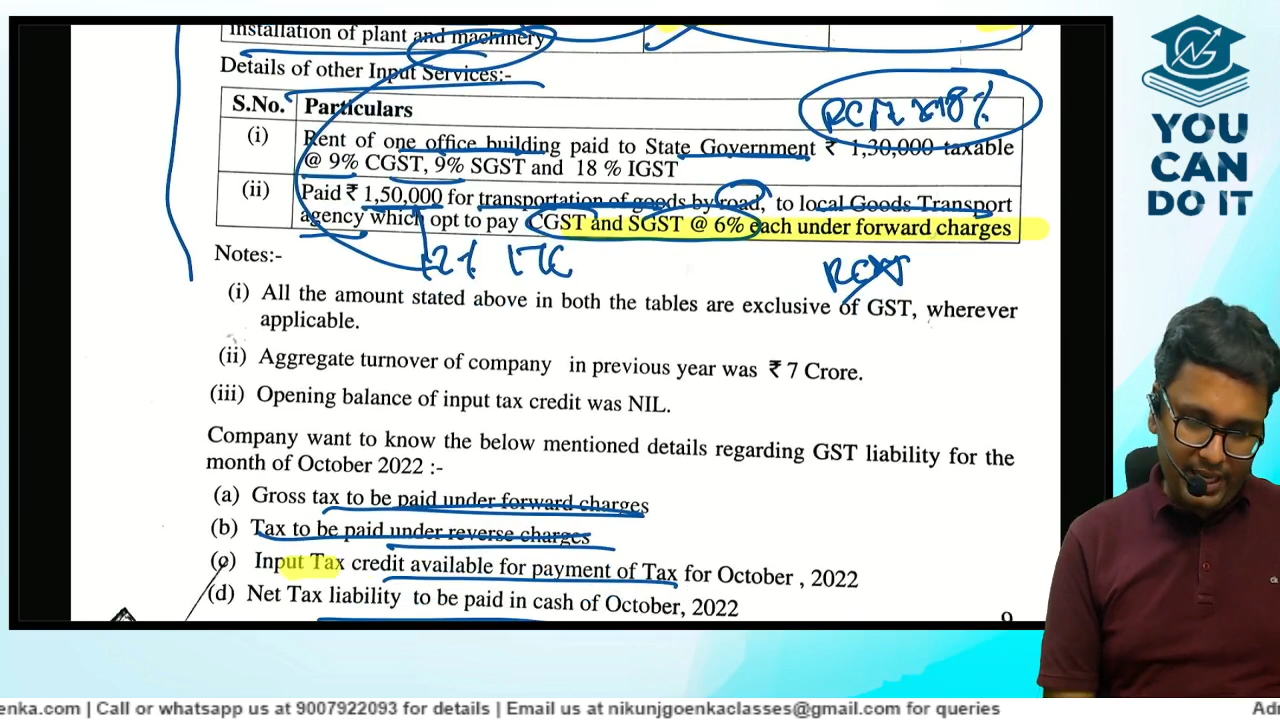 Installation of plant and machinery
Details of other Input Services:-
RCM x 18%
S.No. Particulars
(i) Rent of one office building paid to State Government ₹ 1,30,000 taxable
@ 9% CGST, 9% SGST and 18 % IGST
(ii) Paid ₹ 1,50,000 for transportation of goods by road, to local Goods Transport
agency which opt to pay CGST and SGST @ 6% each under forward charges
12% ITC
Notes:-
(i) All the amount stated above in both the tables are exclusive of GST, wherever
applicable.
(ii) Aggregate turnover of company in previous year was ₹ 7 Crore.
(iii) Opening balance of input tax credit was NIL.
Company want to know the below mentioned details regarding GST liability for the
month of October 2022 :-
(a) Gross tax to be paid under forward charges
(b) Tax to be paid under reverse charges
(c) Input Tax credit available for payment of Tax for October , 2022
(d) Net Tax liability to be paid in cash of October, 2022
9
YOU
CAN
DO IT
enka.com | Call or whatsapp us at 9007922093 for details | Email us at nikunjgoenkaclasses@gmail.com for queries